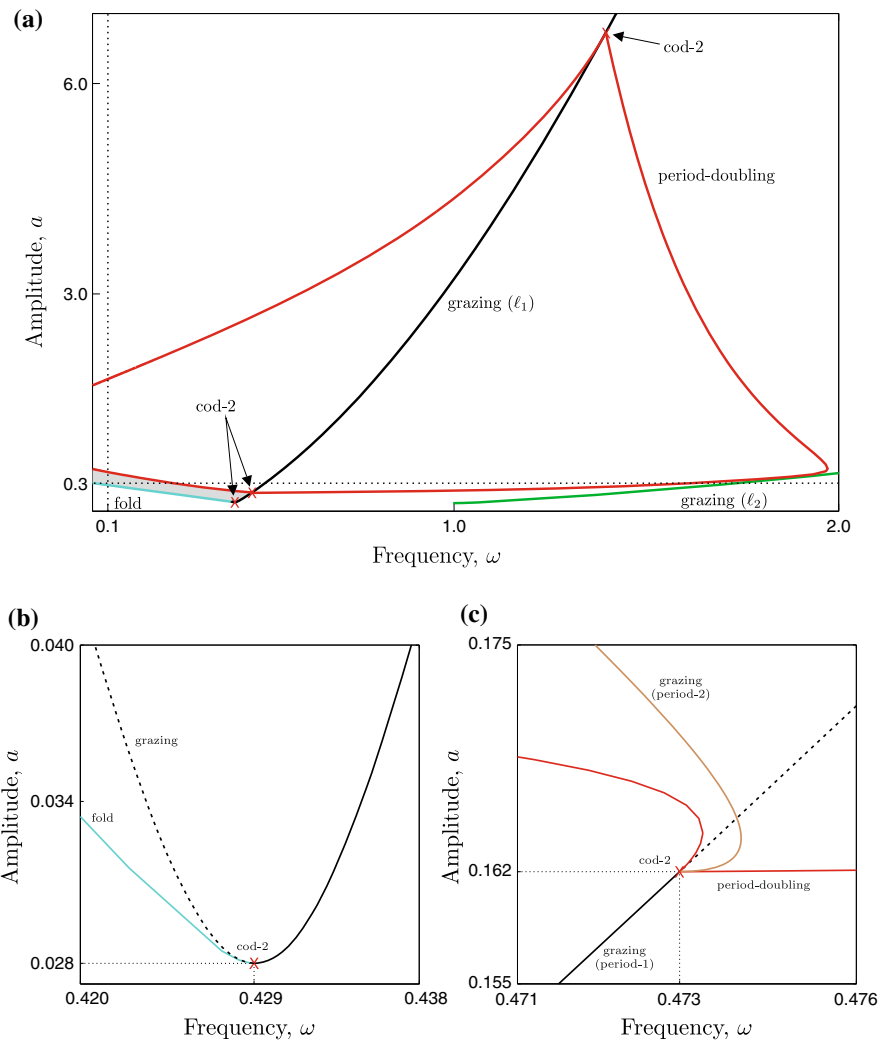 (a)
6.0
3.0
0.3
0.1
1.0
2.0
Amplitude, a
Frequency, ω
cod-2
period-doubling
grazing (ℓ₁)
cod-2
fold
grazing (ℓ₂)
(b)
0.040
0.034
0.028
0.420
0.429
0.438
Amplitude, a
Frequency, ω
grazing
fold
cod-2
(c)
0.175
0.162
0.155
0.471
0.473
0.476
Amplitude, a
Frequency, ω
grazing
(period-2)
cod-2
period-doubling
grazing
(period-1)